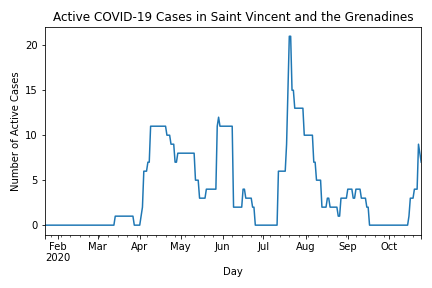 Active COVID-19 Cases in Saint Vincent and the Grenadines
Number of Active Cases
20
15
10
5
0
Feb Mar Apr May Jun Jul Aug Sep Oct
2020
Day